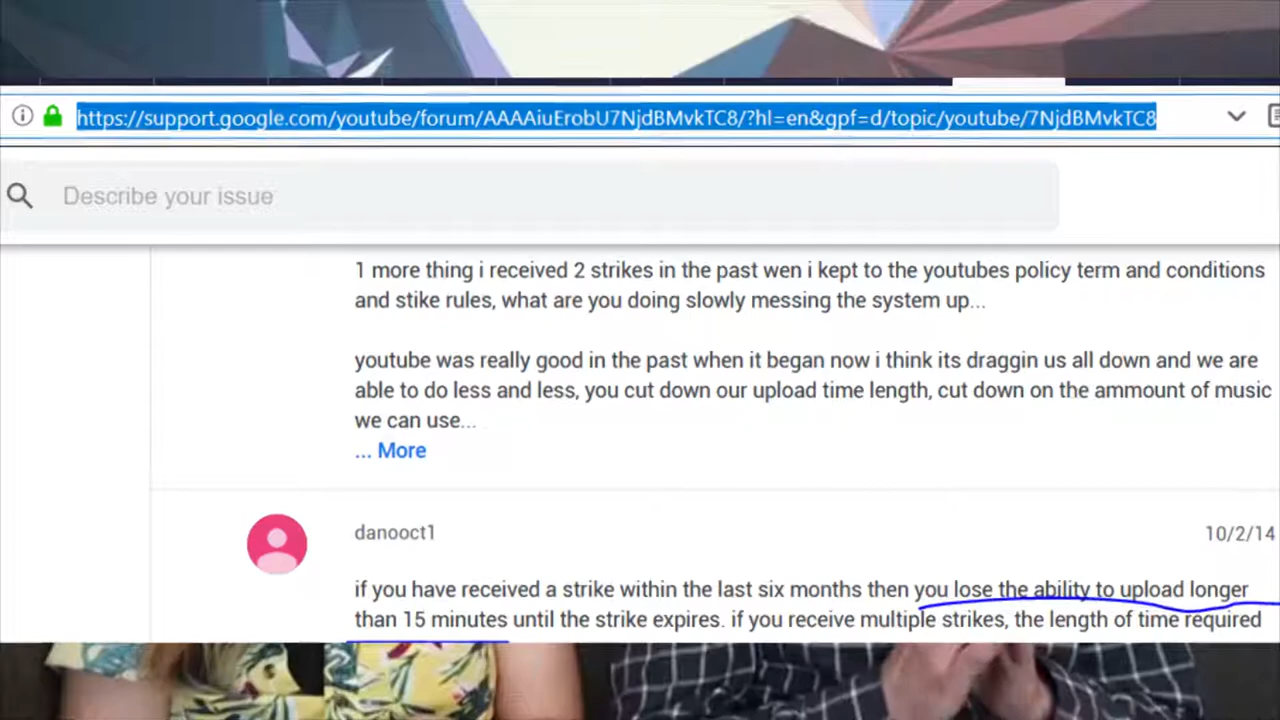 https://support.google.com/youtube/forum/AAAAiuErobU7NjdBMvkTC8/?hl=en&gpf=d/topic/youtube/7NjdBMvkTC8
Describe your issue
1 more thing i received 2 strikes in the past wen i kept to the youtubes policy term and conditions
and stike rules, what are you doing slowly messing the system up...
youtube was really good in the past when it began now i think its draggin us all down and we are
able to do less and less, you cut down our upload time length, cut down on the ammount of music
we can use...
... More
danooct1
10/2/14
if you have received a strike within the last six months then you lose the ability to upload longer
than 15 minutes until the strike expires. if you receive multiple strikes, the length of time required